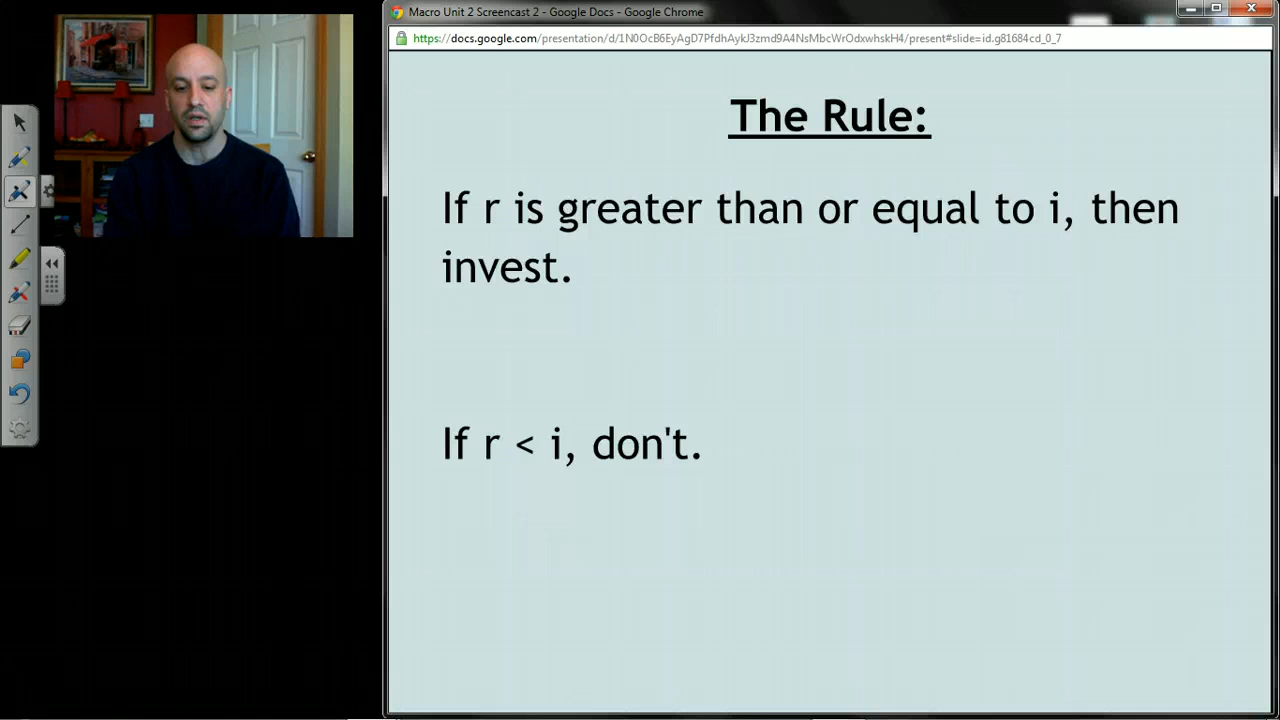 Macro Unit 2 Screencast 2 - Google Docs - Google Chrome
https://docs.google.com/presentation/d/1N0OcB6EyAgD7PfdhAykJ3zmd9A4NsMbcWrOdxwhskH4/present#slide=id.g81684cd_0_7
The Rule:
If r is greater than or equal to i, then
invest.
If r < i, don't.